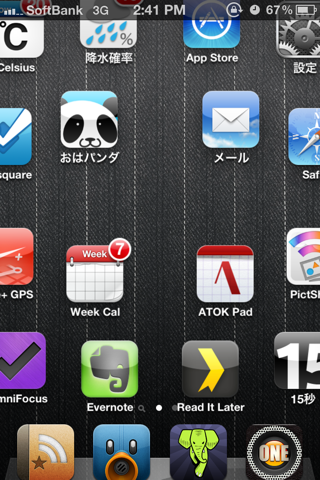 SoftBank 3G 2:41 PM 67%
°C
Celsius
降水確率
App Store
設定
square
おはパンダ
メール
Saf
Week 7
e+ GPS
Week Cal
ATOK Pad
PictSh
15
mniFocus
Evernote
Read It Later
15秒
ONE